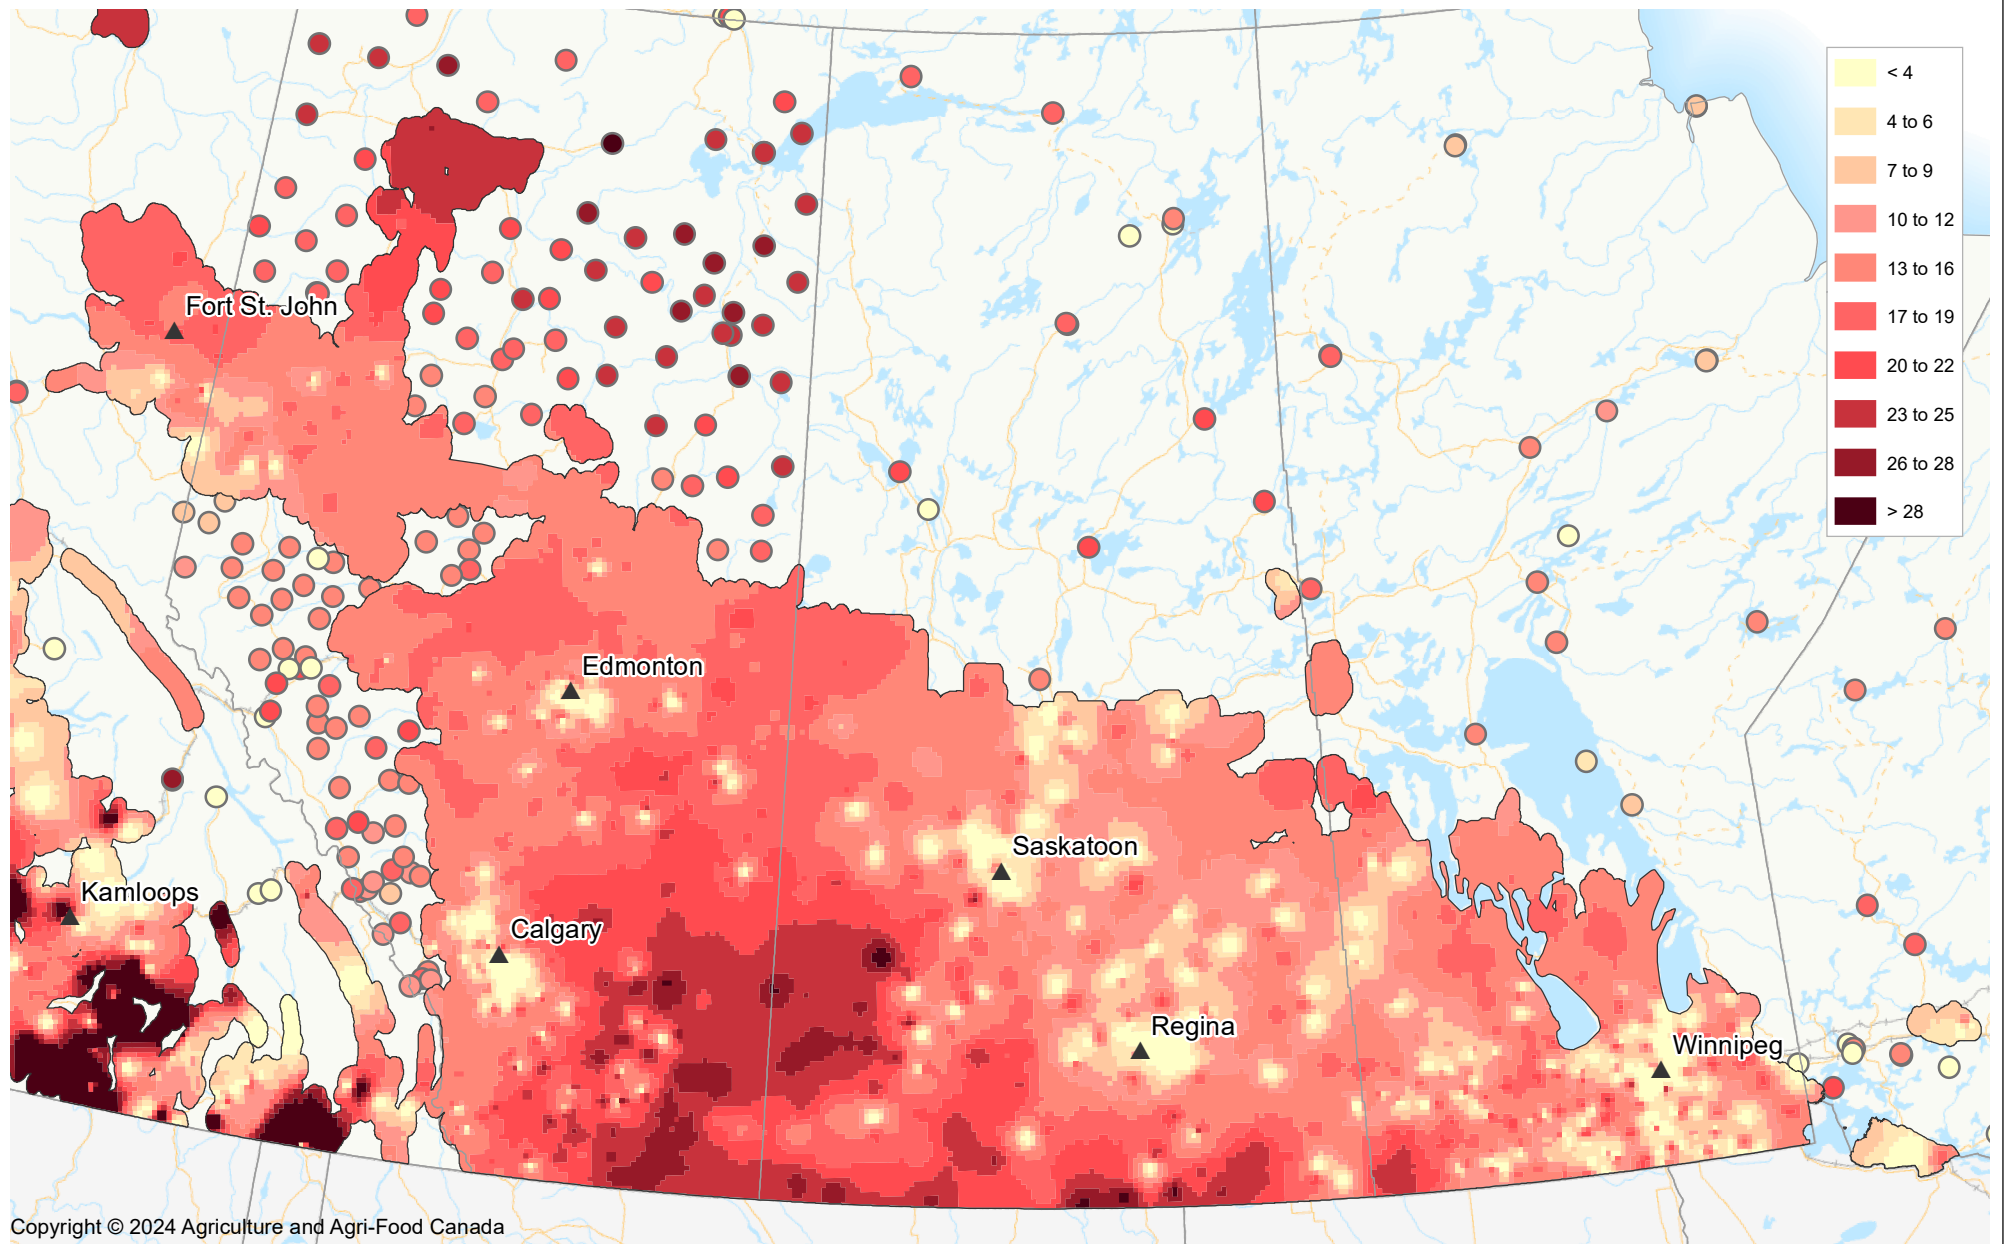 < 4
4 to 6
7 to 9
10 to 12
13 to 16
17 to 19
20 to 22
23 to 25
26 to 28
> 28
Fort St. John
Edmonton
Saskatoon
Kamloops
Calgary
Regina
Winnipeg
Copyright © 2024 Agriculture and Agri-Food Canada